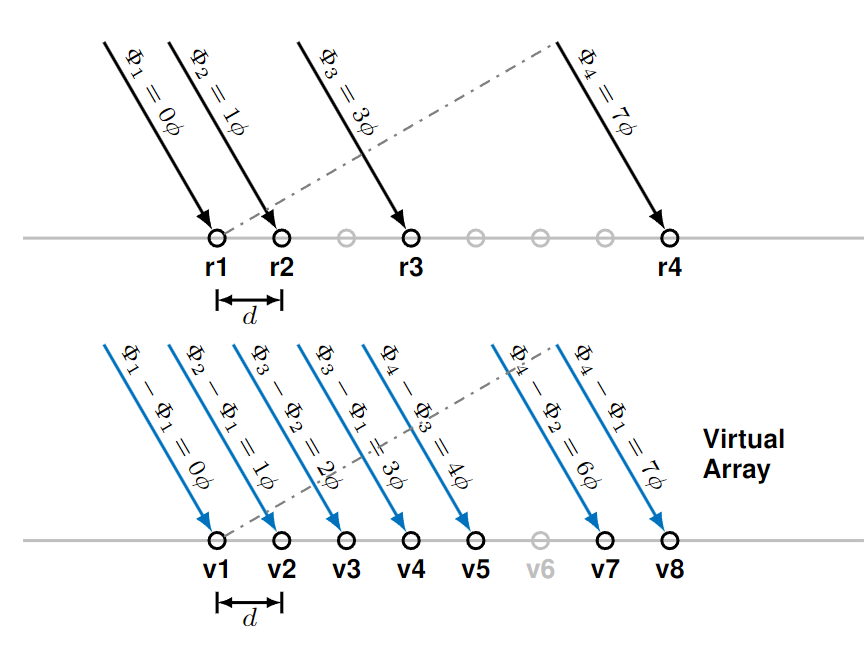 Φ₁ = 0ϕ
Φ₂ = 1ϕ
Φ₃ = 3ϕ
Φ₄ = 7ϕ
r1 r2 r3 r4
d
Φ₁ − Φ₁ = 0ϕ
Φ₂ − Φ₁ = 1ϕ
Φ₃ − Φ₂ = 2ϕ
Φ₃ − Φ₁ = 3ϕ
Φ₄ − Φ₃ = 4ϕ
Φ₄ − Φ₂ = 6ϕ
Φ₄ − Φ₁ = 7ϕ
Virtual
Array
v1 v2 v3 v4 v5 v6 v7 v8
d